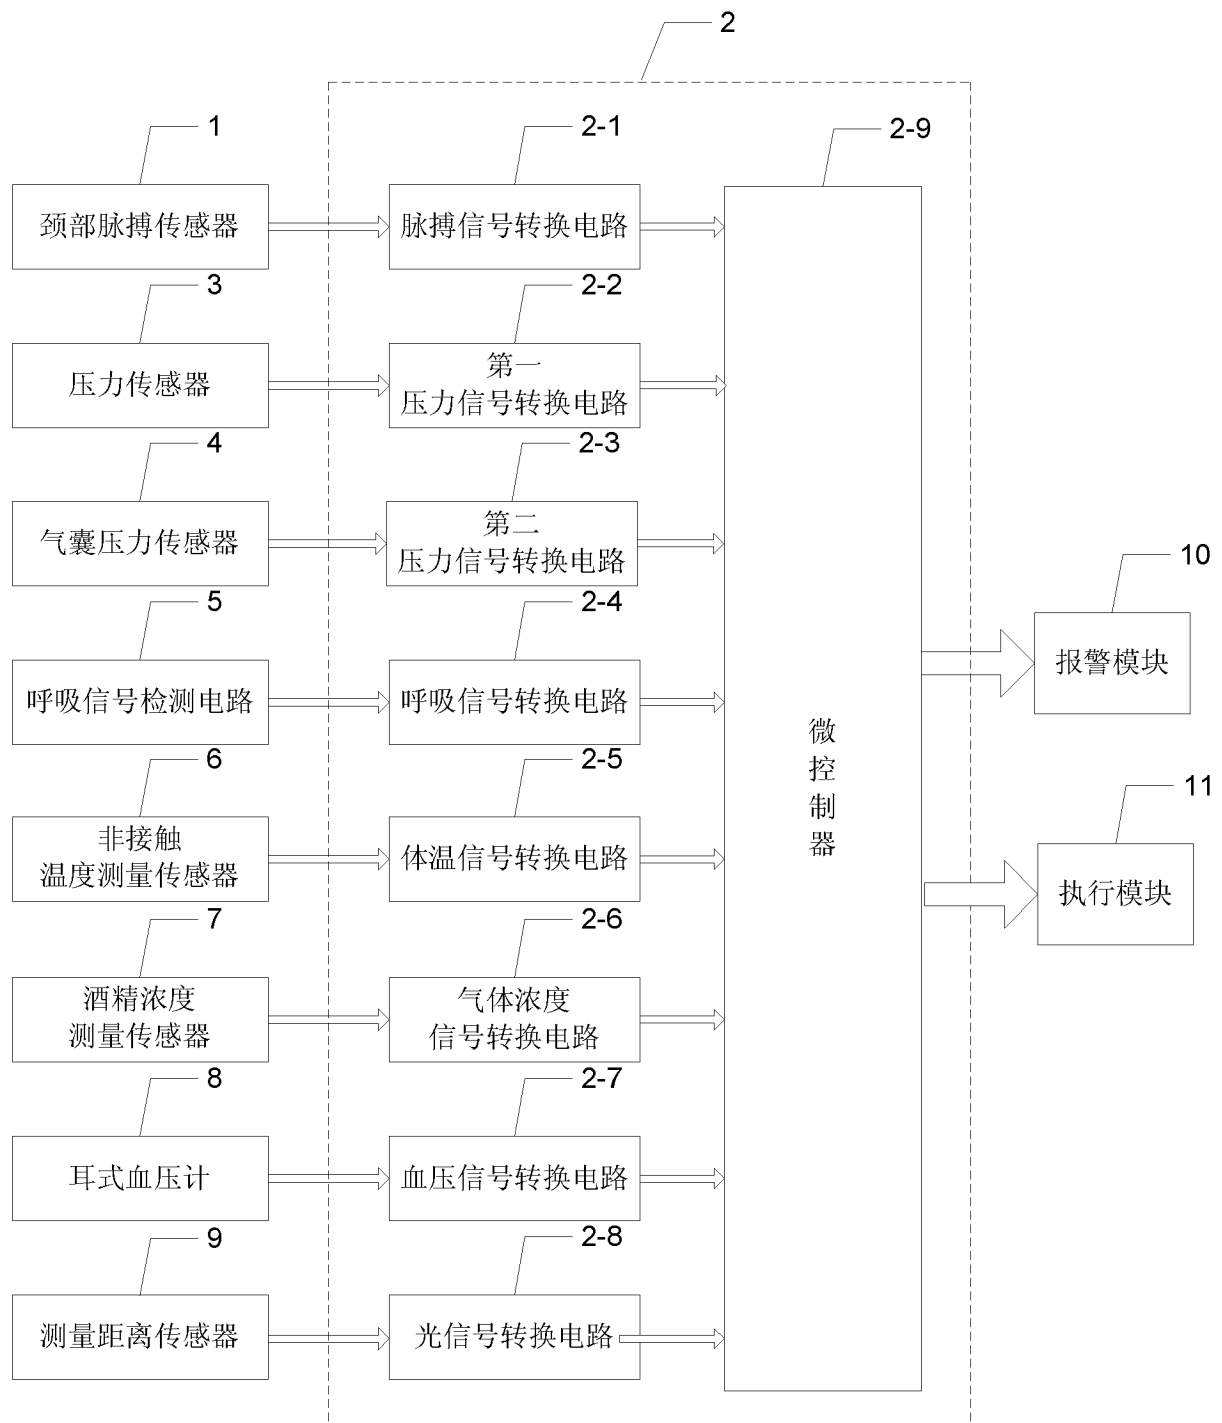 2
1
2-1
2-9
颈部脉搏传感器
脉搏信号转换电路
3
2-2
压力传感器
第一
压力信号转换电路
4
2-3
气囊压力传感器
第二
压力信号转换电路
10
5
2-4
报警模块
呼吸信号检测电路
呼吸信号转换电路
微
控
制
器
6
2-5
11
非接触
温度测量传感器
体温信号转换电路
执行模块
7
2-6
酒精浓度
测量传感器
气体浓度
信号转换电路
8
2-7
耳式血压计
血压信号转换电路
9
2-8
测量距离传感器
光信号转换电路